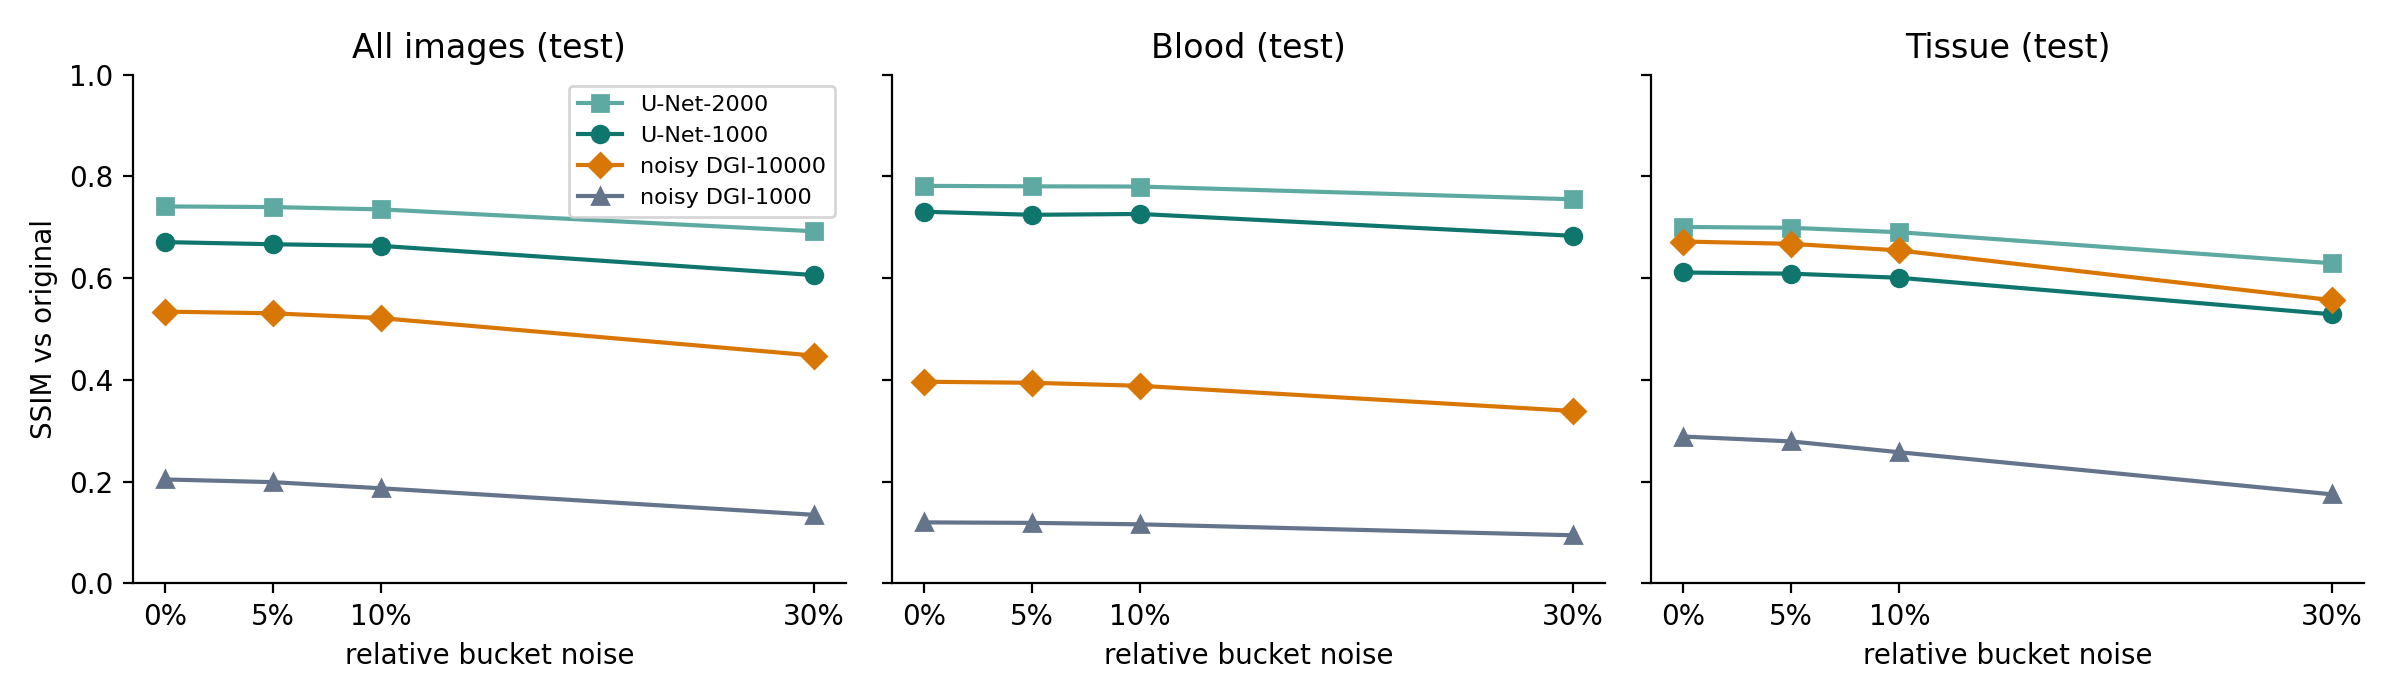 All images (test)
Blood (test)
Tissue (test)
SSIM vs original
1.0
0.8
0.6
0.4
0.2
0.0
U-Net-2000
U-Net-1000
noisy DGI-10000
noisy DGI-1000
0% 5% 10% 30%
0% 5% 10% 30%
0% 5% 10% 30%
relative bucket noise
relative bucket noise
relative bucket noise